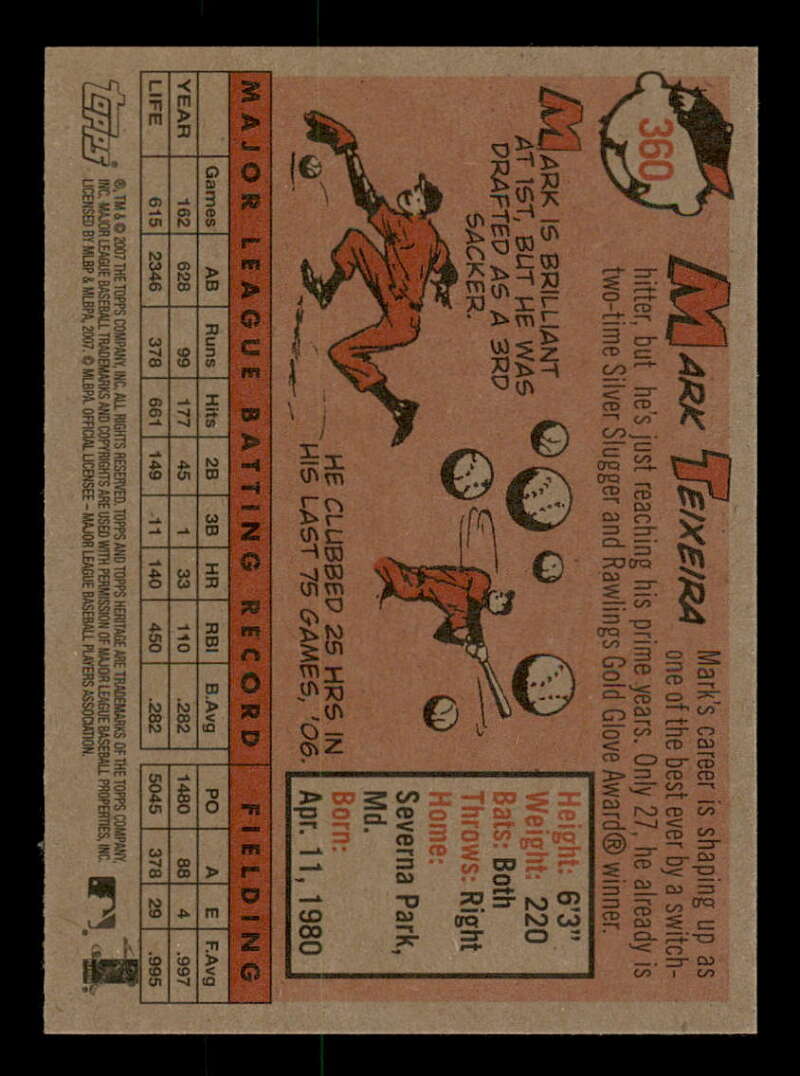 360
MARK TEIXEIRA
Mark's career is shaping up as
one of the best ever by a switch-
hitter, but he's just reaching his prime years. Only 27, he already is
two-time Silver Slugger and Rawlings Gold Glove Award® winner.
MARK IS BRILLIANT
AT 1ST, BUT HE WAS
DRAFTED AS A 3RD
SACKER.
HE CLUBBED 25 HRS IN
HIS LAST 75 GAMES, '06.
Height: 6'3"
Weight: 220
Bats: Both
Throws: Right
Home:
Severna Park,
Md.
Born:
Apr. 11, 1980
MAJOR LEAGUE BATTING RECORD FIELDING
Games AB Runs Hits 2B 3B HR RBI B.Avg PO A E F.Avg
YEAR 162 628 99 177 45 1 33 110 .282 1480 88 4 .997
LIFE 615 2346 378 661 149 11 140 450 .282 5045 378 29 .995
Topps®
®, TM & © 2007 THE TOPPS COMPANY, INC. ALL RIGHTS RESERVED. TOPPS AND TOPPS HERITAGE ARE TRADEMARKS OF THE TOPPS COMPANY,
INC. MAJOR LEAGUE BASEBALL TRADEMARKS AND COPYRIGHTS ARE USED WITH PERMISSION OF MAJOR LEAGUE BASEBALL PROPERTIES, INC.
LICENSED BY MLBP & MLBPA, 2007. © MLBPA. OFFICIAL LICENSEE – MAJOR LEAGUE BASEBALL PLAYERS ASSOCIATION.